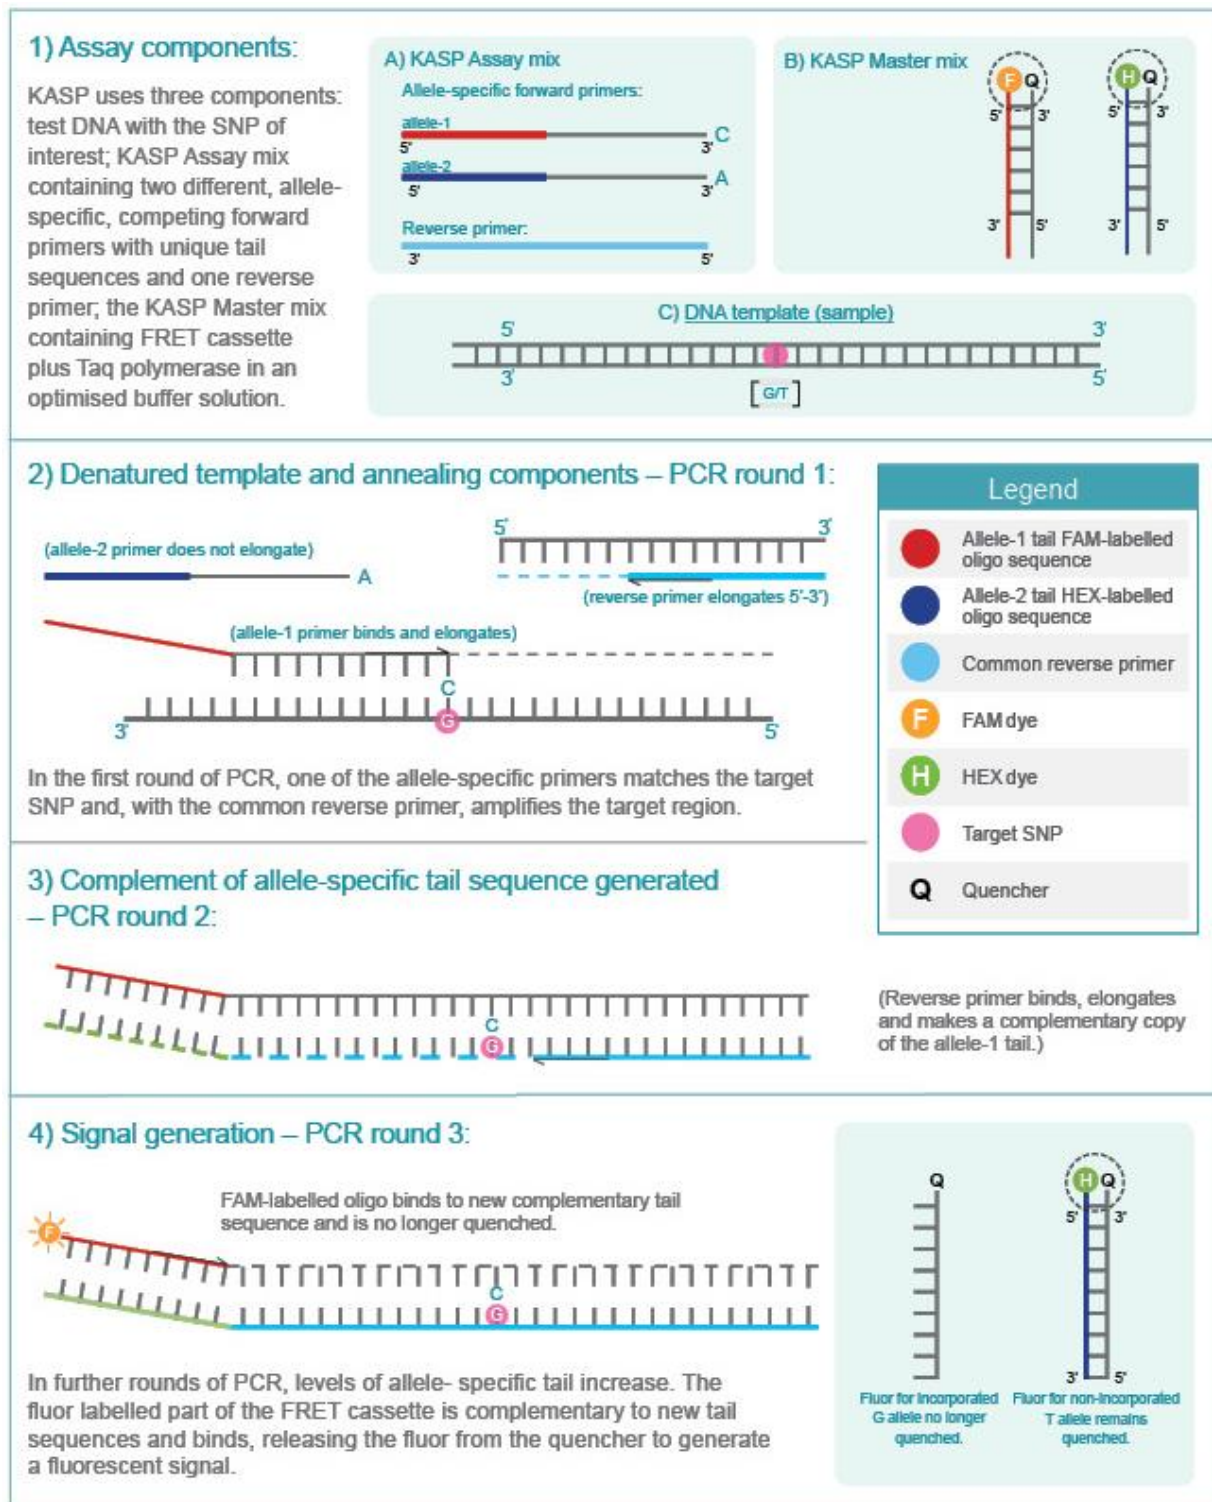 1) Assay components:
KASP uses three components:
test DNA with the SNP of
interest; KASP Assay mix
containing two different, allele-
specific, competing forward
primers with unique tail
sequences and one reverse
primer; the KASP Master mix
containing FRET cassette
plus Taq polymerase in an
optimised buffer solution.
A) KASP Assay mix
Allele-specific forward primers:
allele-1
5' 3' C
allele-2
5' 3' A
Reverse primer:
3' 5'
B) KASP Master mix
F Q H Q
5' 3' 5' 3'
3' 5' 3' 5'
C) DNA template (sample)
5' 3'
3' 5'
[G/T]
2) Denatured template and annealing components – PCR round 1:
5' 3'
(allele-2 primer does not elongate)
A
(reverse primer elongates 5'-3')
(allele-1 primer binds and elongates)
C
G
3' 5'
In the first round of PCR, one of the allele-specific primers matches the target
SNP and, with the common reverse primer, amplifies the target region.
Legend
Allele-1 tail FAM-labelled
oligo sequence
Allele-2 tail HEX-labelled
oligo sequence
Common reverse primer
F FAM dye
H HEX dye
Target SNP
Q Quencher
3) Complement of allele-specific tail sequence generated
– PCR round 2:
C
G
(Reverse primer binds, elongates
and makes a complementary copy
of the allele-1 tail.)
4) Signal generation – PCR round 3:
FAM-labelled oligo binds to new complementary tail
sequence and is no longer quenched.
F
C
G
In further rounds of PCR, levels of allele- specific tail increase. The
fluor labelled part of the FRET cassette is complementary to new tail
sequences and binds, releasing the fluor from the quencher to generate
a fluorescent signal.
Q H Q
5' 3'
3' 5'
Fluor for incorporated
G allele no longer
quenched.
Fluor for non-incorporated
T allele remains
quenched.